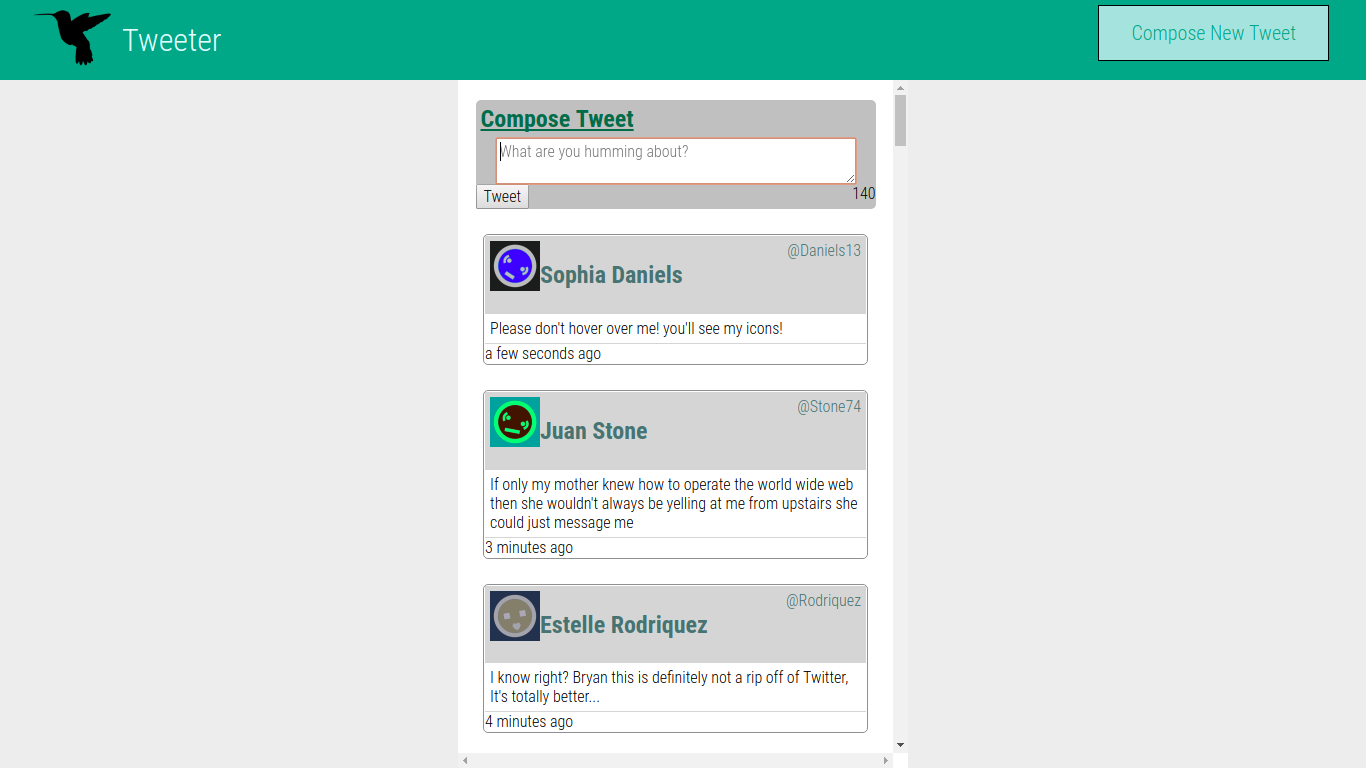 Tweeter
Compose New Tweet
Compose Tweet
What are you humming about?
Tweet
140
@Daniels13
Sophia Daniels
Please don't hover over me! you'll see my icons!
a few seconds ago
@Stone74
Juan Stone
If only my mother knew how to operate the world wide web
then she wouldn't always be yelling at me from upstairs she
could just message me
3 minutes ago
@Rodriquez
Estelle Rodriquez
I know right? Bryan this is definitely not a rip off of Twitter,
It's totally better...
4 minutes ago